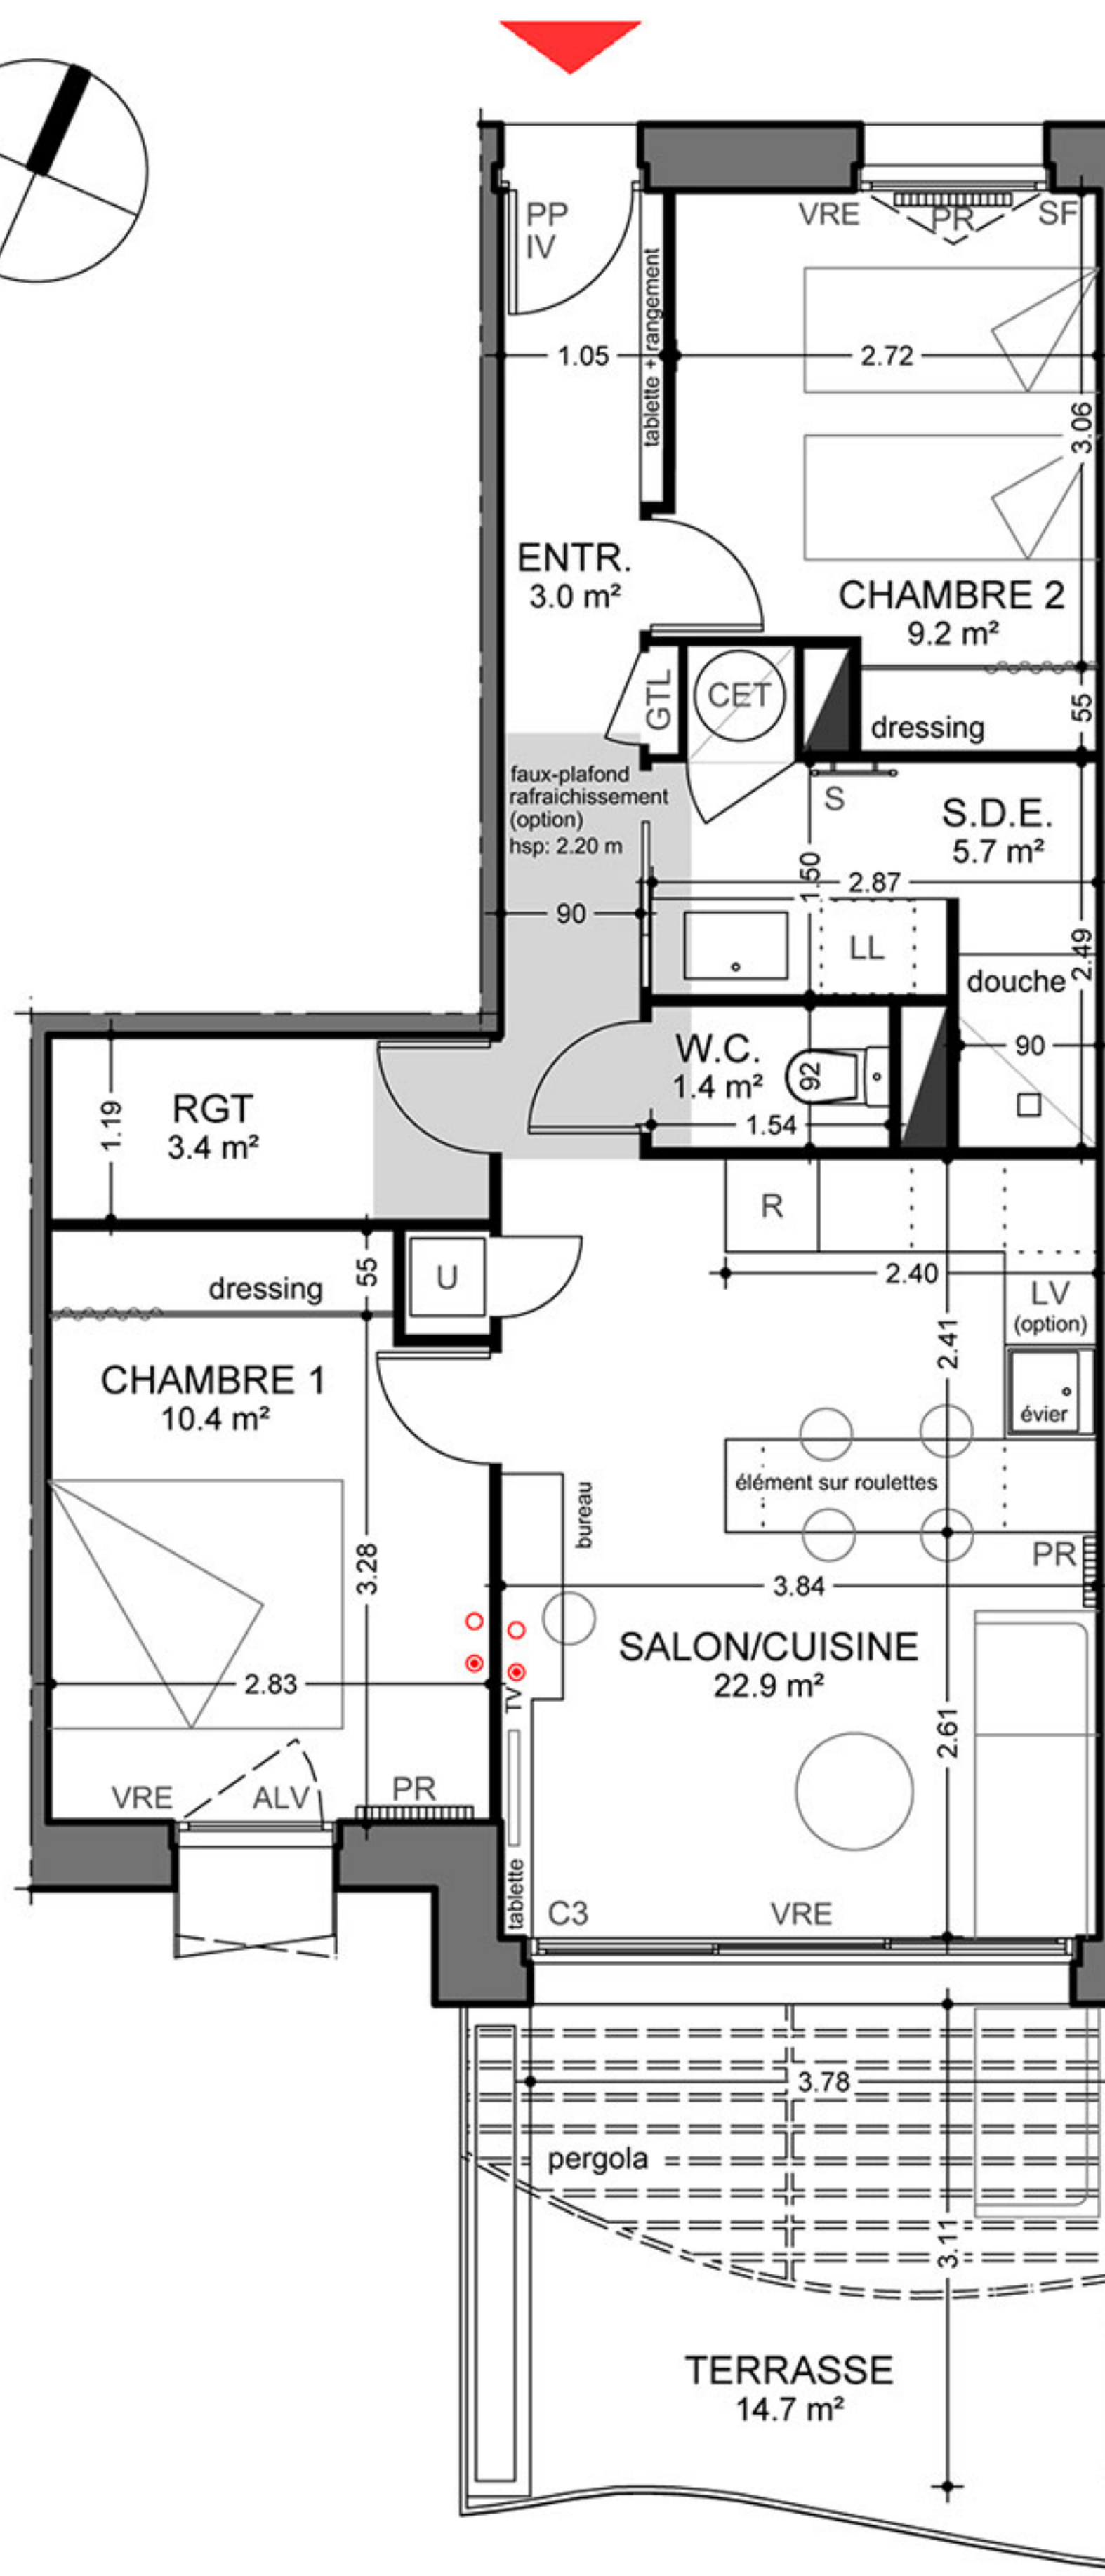 PP
IV
VRE
PR
SF
tablette + rangement
1.05
2.72
3.06
ENTR.
3.0 m²
CHAMBRE 2
9.2 m²
GTL
CET
dressing
55
faux-plafond
rafraichissement
(option)
hsp: 2.20 m
S
S.D.E.
5.7 m²
1.50
2.87
90
LL
2.49
douche
90
W.C.
1.4 m²
92
1.54
RGT
3.4 m²
1.19
R
2.40
U
55
dressing
LV
(option)
2.41
CHAMBRE 1
10.4 m²
évier
élément sur roulettes
bureau
PR
3.28
3.84
SALON/CUISINE
22.9 m²
2.83
TV
2.61
VRE
ALV
PR
tablette
C3
VRE
3.78
pergola
3.11
TERRASSE
14.7 m²